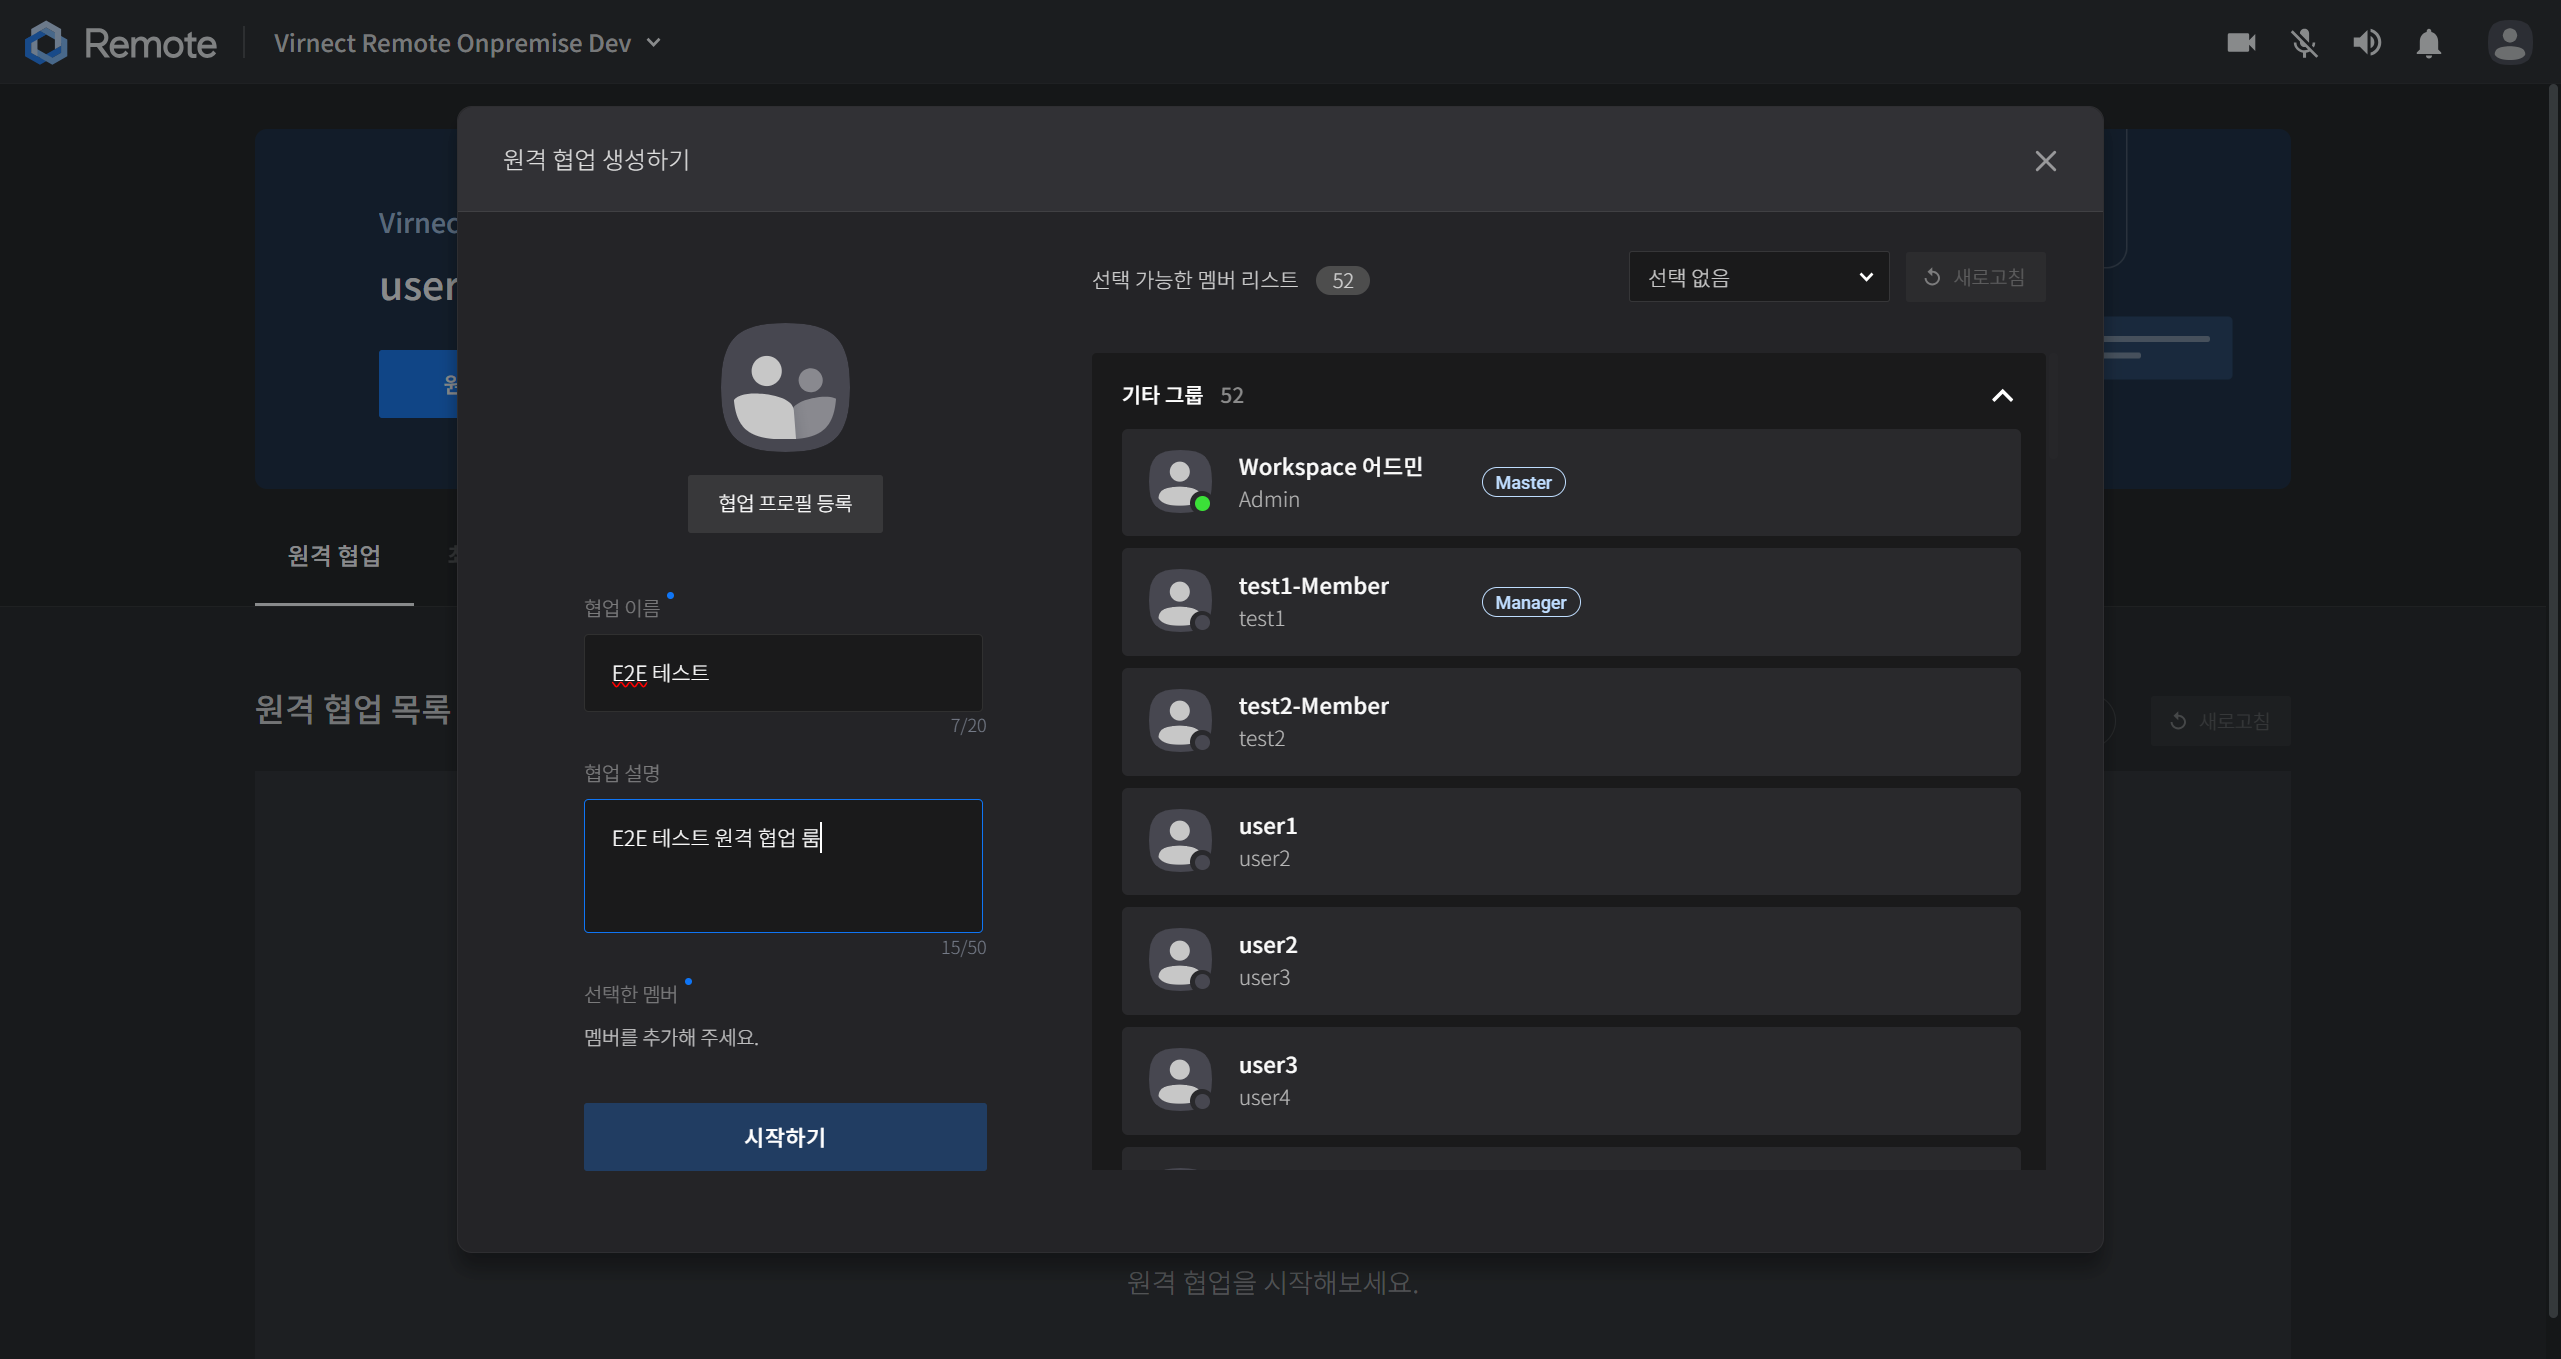 Remote
Virnect Remote Onpremise Dev
Virnec
user
원격 협업
원격 협업 목록
새로고침
원격 협업을 시작해보세요.
원격 협업 생성하기
협업 프로필 등록
협업 이름
E2E 테스트
7/20
협업 설명
E2E 테스트 원격 협업 룸
15/50
선택한 멤버
멤버를 추가해 주세요.
시작하기
선택 가능한 멤버 리스트 52
선택 없음
새로고침
기타 그룹 52
Workspace 어드민
Admin
Master
test1-Member
test1
Manager
test2-Member
test2
user1
user2
user2
user3
user3
user4